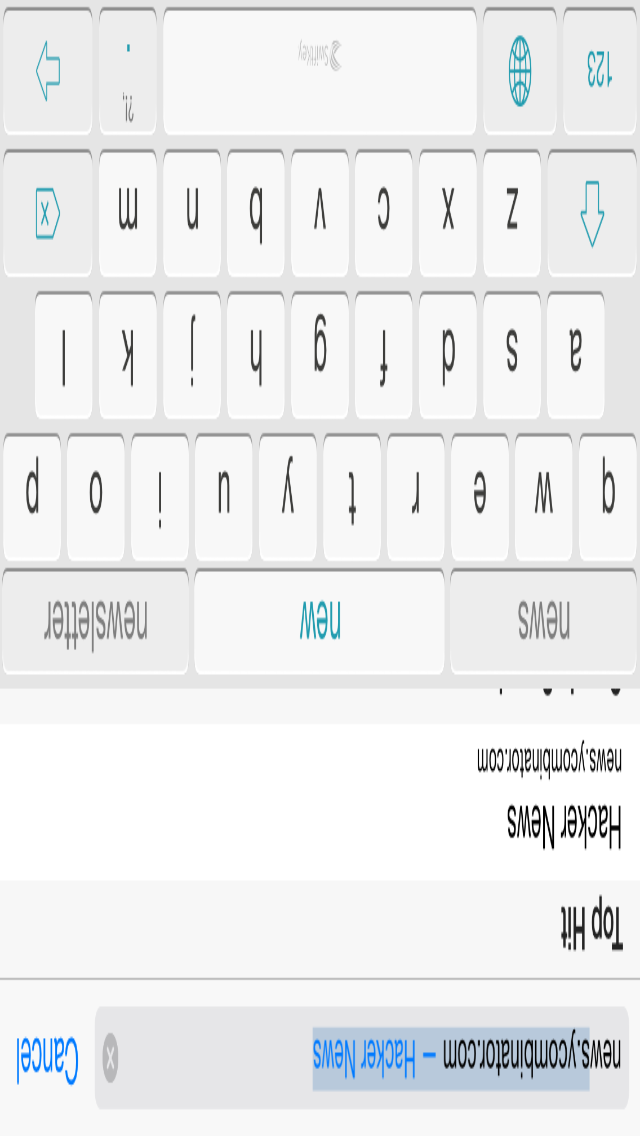 news.ycombinator.com – Hacker News
Cancel
Top Hit
Hacker News
news.ycombinator.com
news new newsletter
q w e r t y u i o p
a s d f g h j k l
z x c v b n m
123 SwiftKey !? .